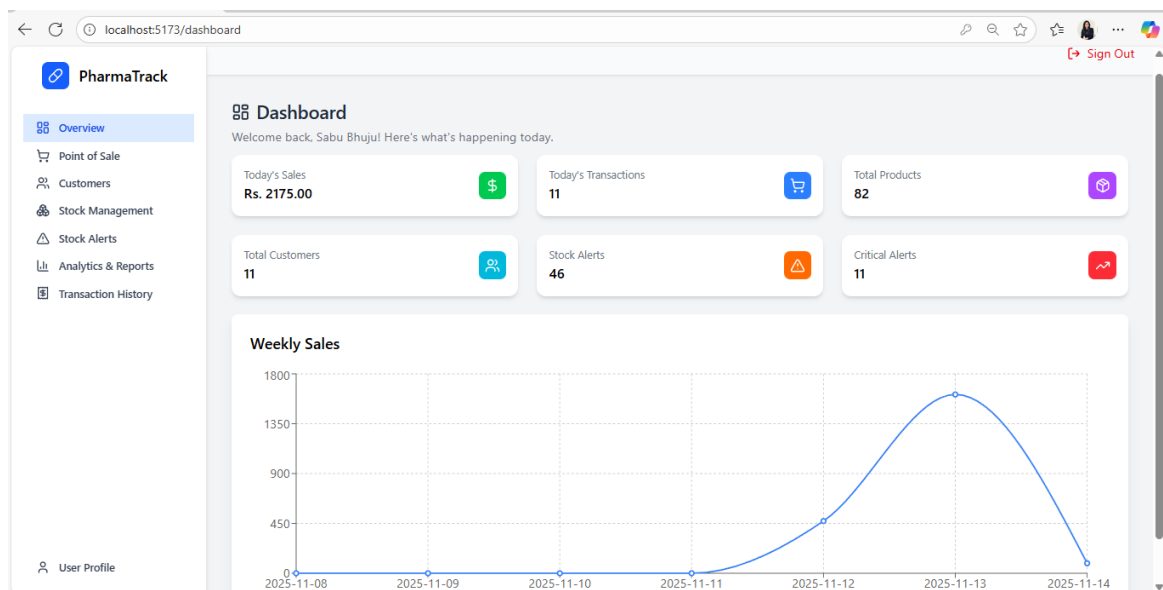 localhost:5173/dashboard
PharmaTrack
Sign Out
Overview
Point of Sale
Customers
Stock Management
Stock Alerts
Analytics & Reports
Transaction History
User Profile
Dashboard
Welcome back, Sabu Bhuju! Here's what's happening today.
Today's Sales
Rs. 2175.00
Today's Transactions
11
Total Products
82
Total Customers
11
Stock Alerts
46
Critical Alerts
11
Weekly Sales
1800
1350
900
450
0
2025-11-08 2025-11-09 2025-11-10 2025-11-11 2025-11-12 2025-11-13 2025-11-14